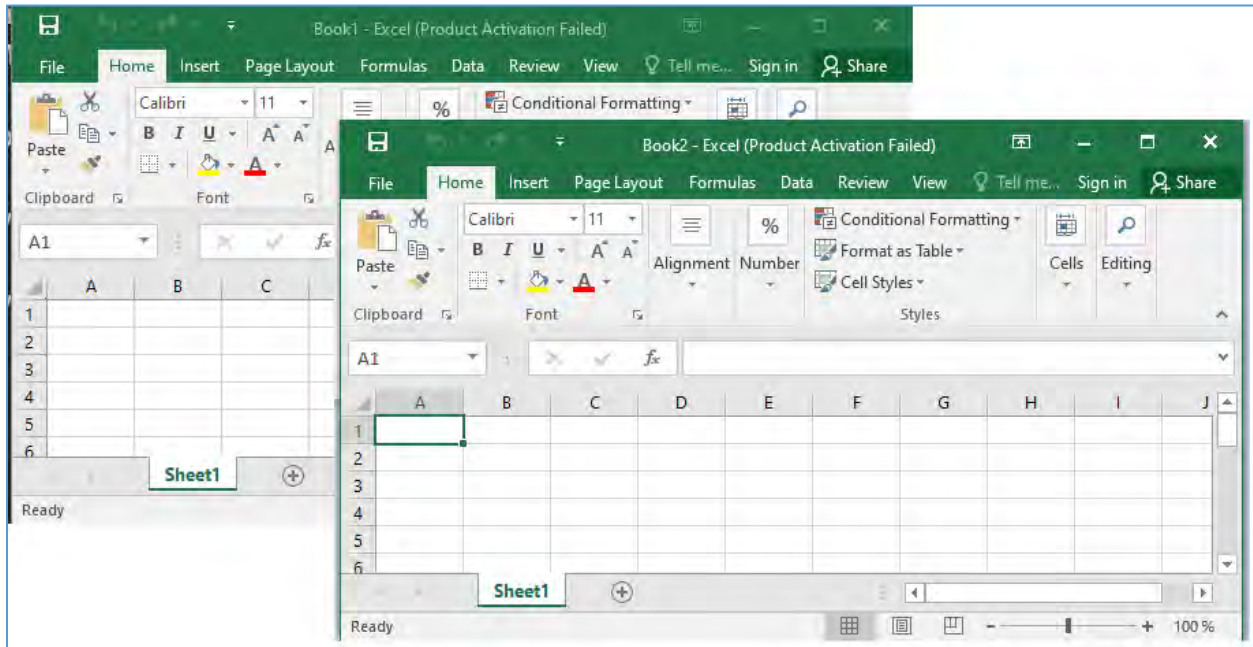 Book1 - Excel (Product Activation Failed)
File Home Insert Page Layout Formulas Data Review View Tell me... Sign in Share
Calibri 11 % Conditional Formatting
Paste B I U A A A
A
Clipboard Font
A1 fx
A B C
1
2
3
4
5
6
Sheet1
Ready
Book2 - Excel (Product Activation Failed)
File Home Insert Page Layout Formulas Data Review View Tell me... Sign in Share
Calibri 11 % Conditional Formatting
Paste B I U A A Alignment Number Format as Table Cells Editing
A Cell Styles
Clipboard Font Styles
A1 fx
A B C D E F G H I J
1
2
3
4
5
6
Sheet1
Ready 100 %